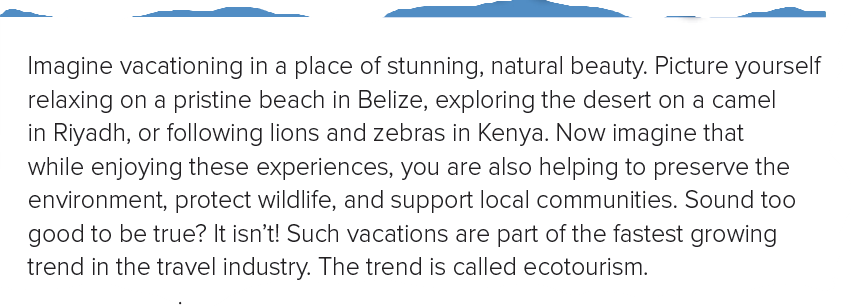 Imagine vacationing in a place of stunning, natural beauty. Picture yourself
relaxing on a pristine beach in Belize, exploring the desert on a camel
in Riyadh, or following lions and zebras in Kenya. Now imagine that
while enjoying these experiences, you are also helping to preserve the
environment, protect wildlife, and support local communities. Sound too
good to be true? It isn’t! Such vacations are part of the fastest growing
trend in the travel industry. The trend is called ecotourism.